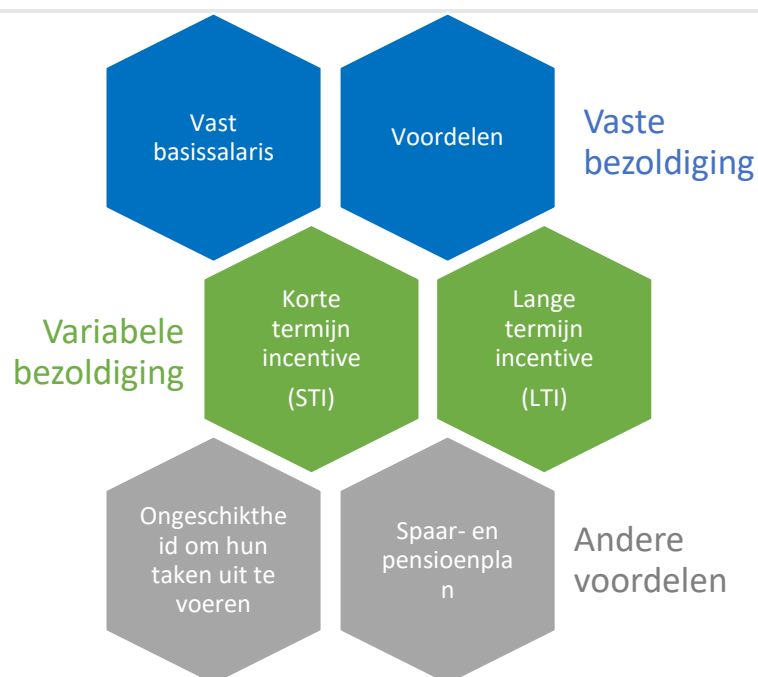 Vast
basissalaris
Voordelen
Vaste
bezoldiging
Variabele
bezoldiging
Korte
termijn
incentive
(STI)
Lange
termijn
incentive
(LTI)
Ongeschikthe
id om hun
taken uit te
voeren
Spaar- en
pensioenpla
n
Andere
voordelen